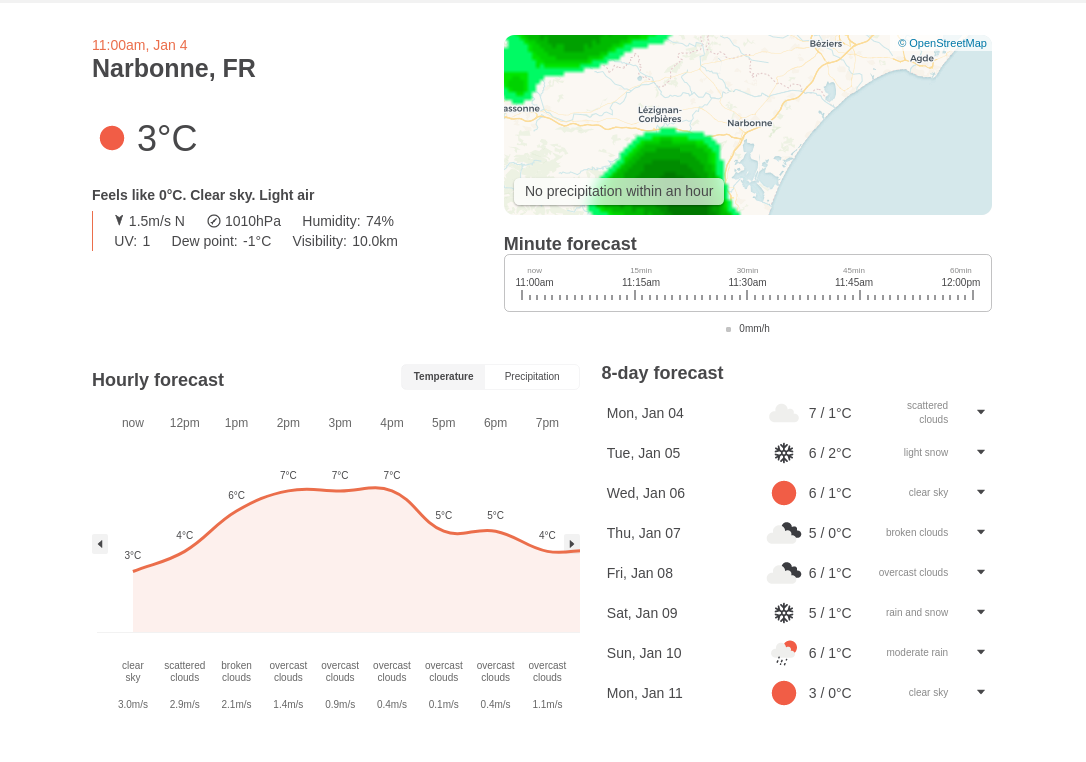 11:00am, Jan 4
Narbonne, FR
3°C
Feels like 0°C. Clear sky. Light air
1.5m/s N 1010hPa Humidity: 74%
UV: 1 Dew point: -1°C Visibility: 10.0km
© OpenStreetMap
Béziers
Agde
assonne
Lézignan-
Corbières
Narbonne
No precipitation within an hour
Minute forecast
now 15min 30min 45min 60min
11:00am 11:15am 11:30am 11:45am 12:00pm
0mm/h
Hourly forecast
Temperature Precipitation
now 12pm 1pm 2pm 3pm 4pm 5pm 6pm 7pm
3°C 4°C 6°C 7°C 7°C 7°C 5°C 5°C 4°C
clear scattered broken overcast overcast overcast overcast overcast overcast
sky clouds clouds clouds clouds clouds clouds clouds clouds
3.0m/s 2.9m/s 2.1m/s 1.4m/s 0.9m/s 0.4m/s 0.1m/s 0.4m/s 1.1m/s
8-day forecast
Mon, Jan 04 7 / 1°C scattered
clouds
Tue, Jan 05 6 / 2°C light snow
Wed, Jan 06 6 / 1°C clear sky
Thu, Jan 07 5 / 0°C broken clouds
Fri, Jan 08 6 / 1°C overcast clouds
Sat, Jan 09 5 / 1°C rain and snow
Sun, Jan 10 6 / 1°C moderate rain
Mon, Jan 11 3 / 0°C clear sky